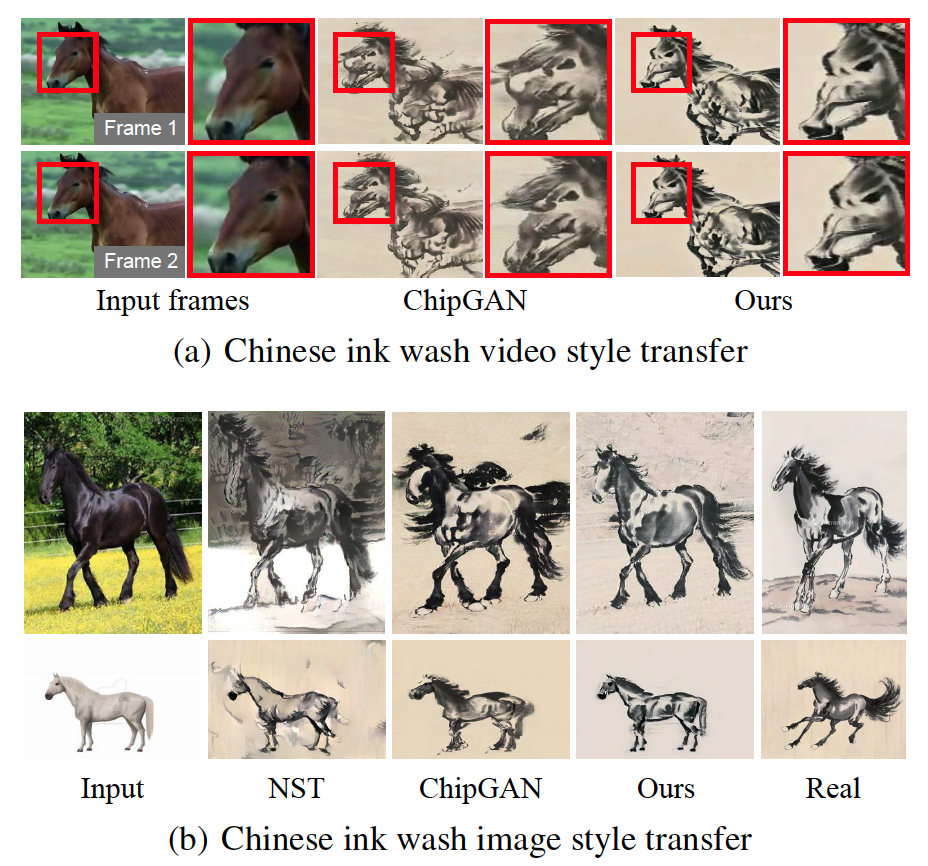 Frame 1
Frame 2
Input frames
ChipGAN
Ours
(a) Chinese ink wash video style transfer
Input
NST
ChipGAN
Ours
Real
(b) Chinese ink wash image style transfer